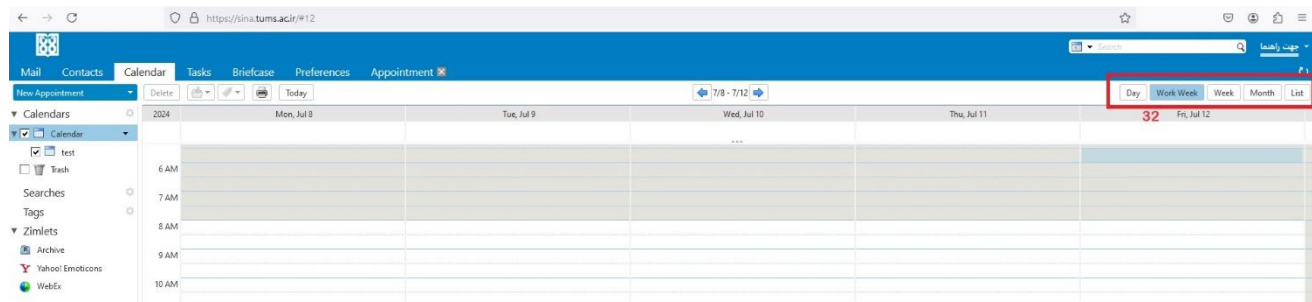 https://sina.tums.ac.ir/#12
Search
جهت راهنما
Mail Contacts Calendar Tasks Briefcase Preferences Appointment
New Appointment Delete Today 7/8 - 7/12 Day Work Week Week Month List
Calendars 2024 Mon, Jul 8 Tue, Jul 9 Wed, Jul 10 Thu, Jul 11 32 Fri, Jul 12
Calendar
test
Trash 6 AM
Searches 7 AM
Tags
Zimlets 8 AM
Archive 9 AM
Yahoo! Emoticons
WebEx 10 AM